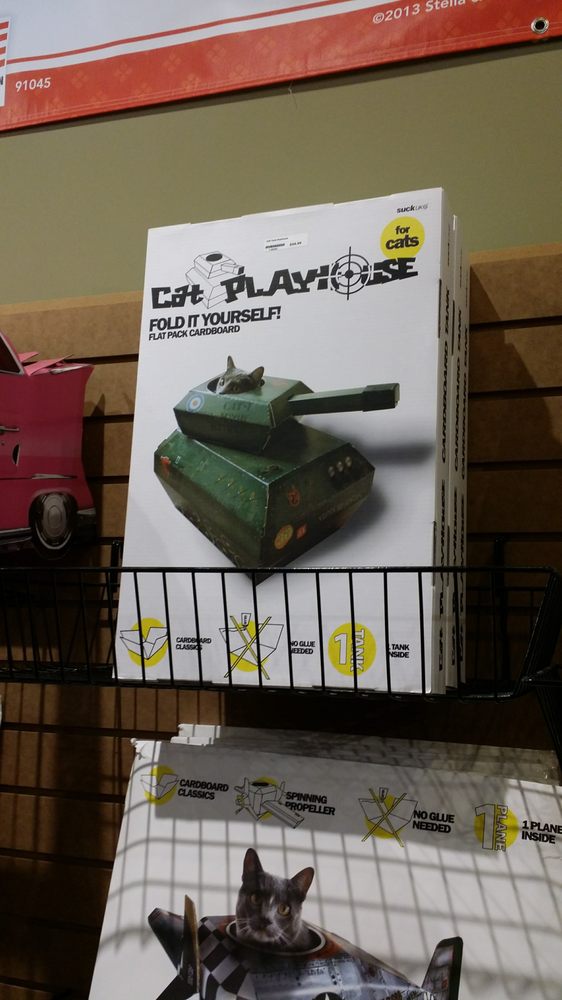 ©2013 Stella
91045
suck UK
for
cats
Cat PLAYHOUSE
FOLD IT YOURSELF!
FLAT PACK CARDBOARD
CARDBOARD
CLASSICS
NO GLUE
NEEDED
1
TANK
1 TANK
INSIDE
CARDBOARD
CLASSICS
SPINNING
PROPELLER
NO GLUE
NEEDED
1
PLANE
1 PLANE
INSIDE